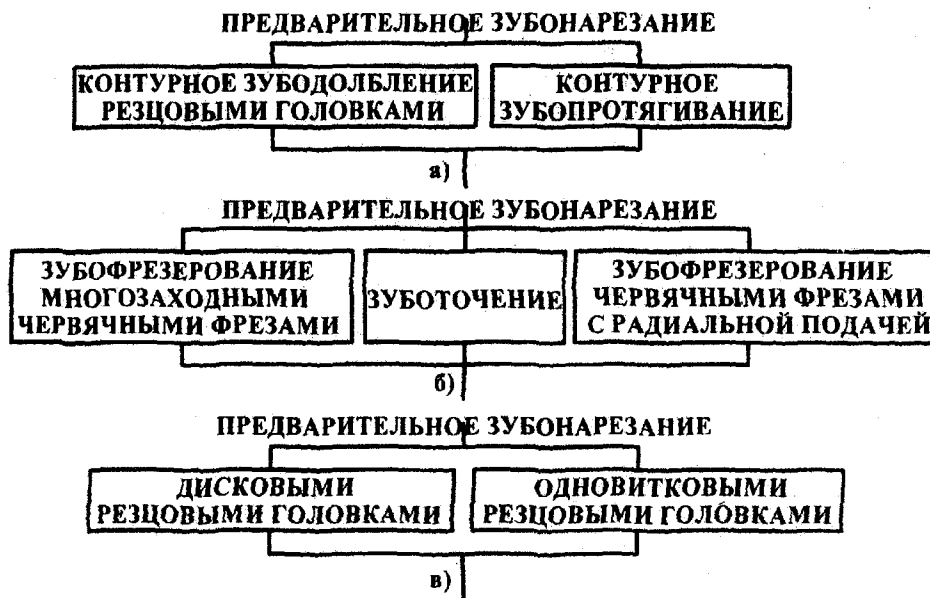 ПРЕДВАРИТЕЛЬНОЕ ЗУБОНАРЕЗАНИЕ
КОНТУРНОЕ ЗУБОДОЛБЛЕНИЕ
РЕЗЦОВЫМИ ГОЛОВКАМИ
КОНТУРНОЕ
ЗУБОПРОТЯГИВАНИЕ
а)
ПРЕДВАРИТЕЛЬНОЕ ЗУБОНАРЕЗАНИЕ
ЗУБОФРЕЗЕРОВАНИЕ
МНОГОЗАХОДНЫМИ
ЧЕРВЯЧНЫМИ ФРЕЗАМИ
ЗУБОТОЧЕНИЕ
ЗУБОФРЕЗЕРОВАНИЕ
ЧЕРВЯЧНЫМИ ФРЕЗАМИ
С РАДИАЛЬНОЙ ПОДАЧЕЙ
б)
ПРЕДВАРИТЕЛЬНОЕ ЗУБОНАРЕЗАНИЕ
ДИСКОВЫМИ
РЕЗЦОВЫМИ ГОЛОВКАМИ
ОДНОВИТКОВЫМИ
РЕЗЦОВЫМИ ГОЛОВКАМИ
в)